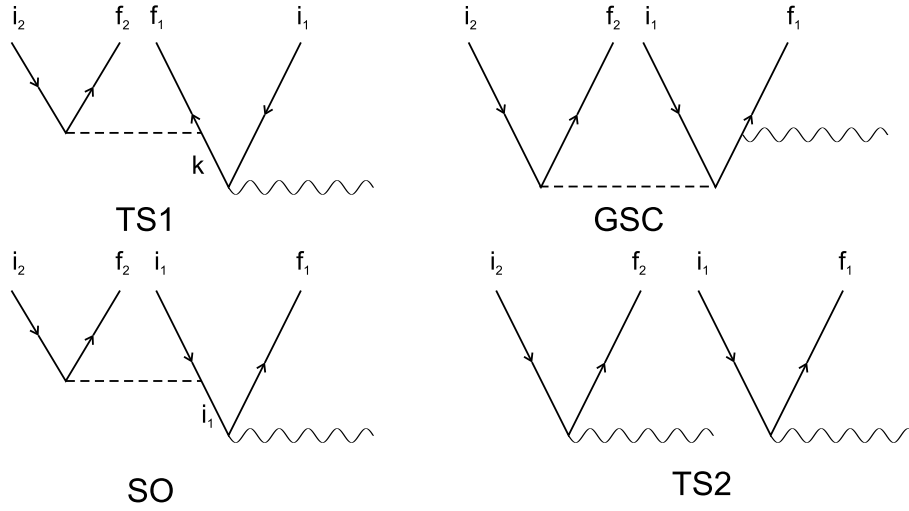 i₂ f₂ f₁ i₁
i₂ f₂ i₁ f₁
k
TS1
GSC
i₂ f₂ i₁ f₁
i₂ f₂ i₁ f₁
i₁
SO
TS2